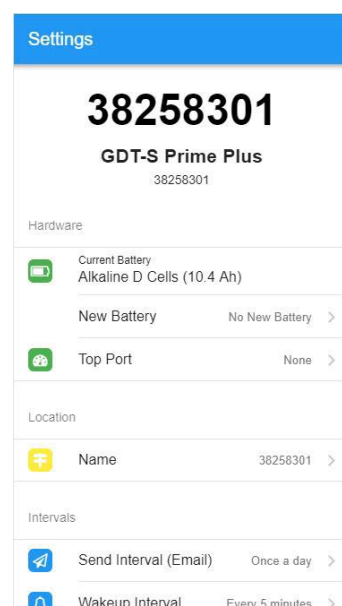 Settings
38258301
GDT-S Prime Plus
38258301
Hardware
Current Battery
Alkaline D Cells (10.4 Ah)
New Battery No New Battery
Top Port None
Location
Name 38258301
Intervals
Send Interval (Email) Once a day
Wakeup Interval Every 5 minutes